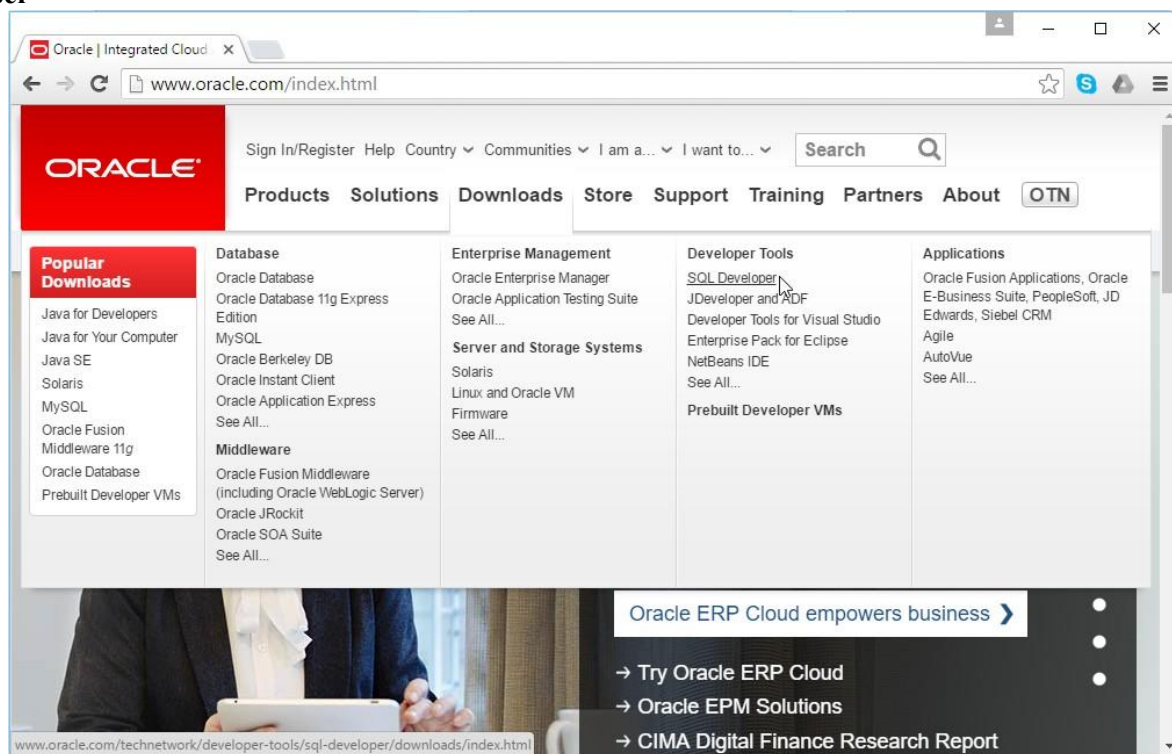 Oracle | Integrated Cloud
www.oracle.com/index.html
ORACLE
Sign In/Register Help Country Communities I am a... I want to... Search
Products Solutions Downloads Store Support Training Partners About OTN
Popular
Downloads
Java for Developers
Java for Your Computer
Java SE
Solaris
MySQL
Oracle Fusion
Middleware 11g
Oracle Database
Prebuilt Developer VMs
Database
Oracle Database
Oracle Database 11g Express
Edition
MySQL
Oracle Berkeley DB
Oracle Instant Client
Oracle Application Express
See All...
Middleware
Oracle Fusion Middleware
(including Oracle WebLogic Server)
Oracle JRockit
Oracle SOA Suite
See All...
Enterprise Management
Oracle Enterprise Manager
Oracle Application Testing Suite
See All...
Server and Storage Systems
Solaris
Linux and Oracle VM
Firmware
See All...
Developer Tools
SQL Developer
JDeveloper and ADF
Developer Tools for Visual Studio
Enterprise Pack for Eclipse
NetBeans IDE
See All...
Prebuilt Developer VMs
Applications
Oracle Fusion Applications, Oracle
E-Business Suite, PeopleSoft, JD
Edwards, Siebel CRM
Agile
AutoVue
See All...
Oracle ERP Cloud empowers business ❯
→ Try Oracle ERP Cloud
→ Oracle EPM Solutions
→ CIMA Digital Finance Research Report
www.oracle.com/technetwork/developer-tools/sql-developer/downloads/index.html